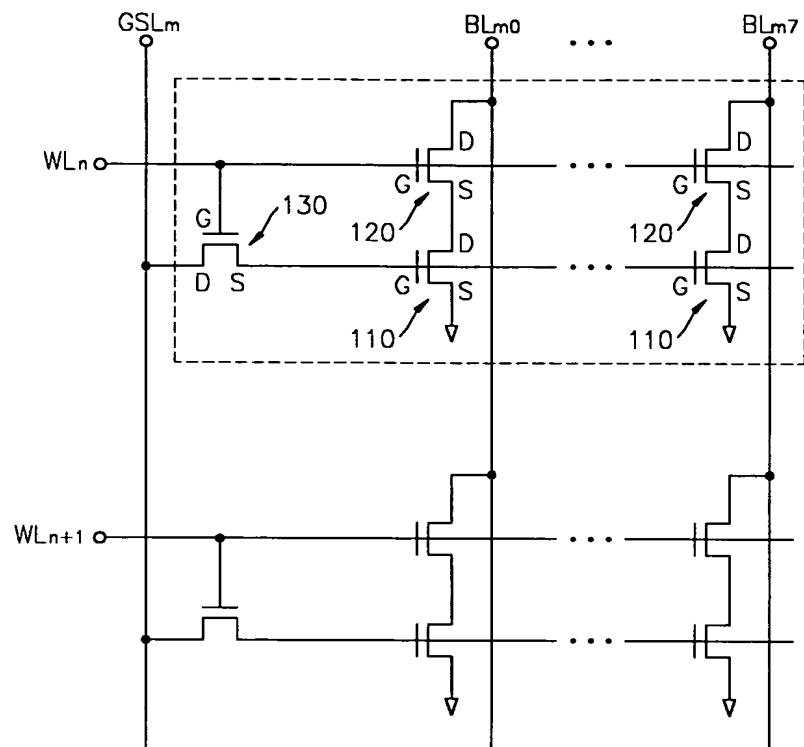 GSLm BLm0 ... BLm7
WLn
D D
G S G S
G 130 120 120
D D
D S G S G S
110 110
WLn+1